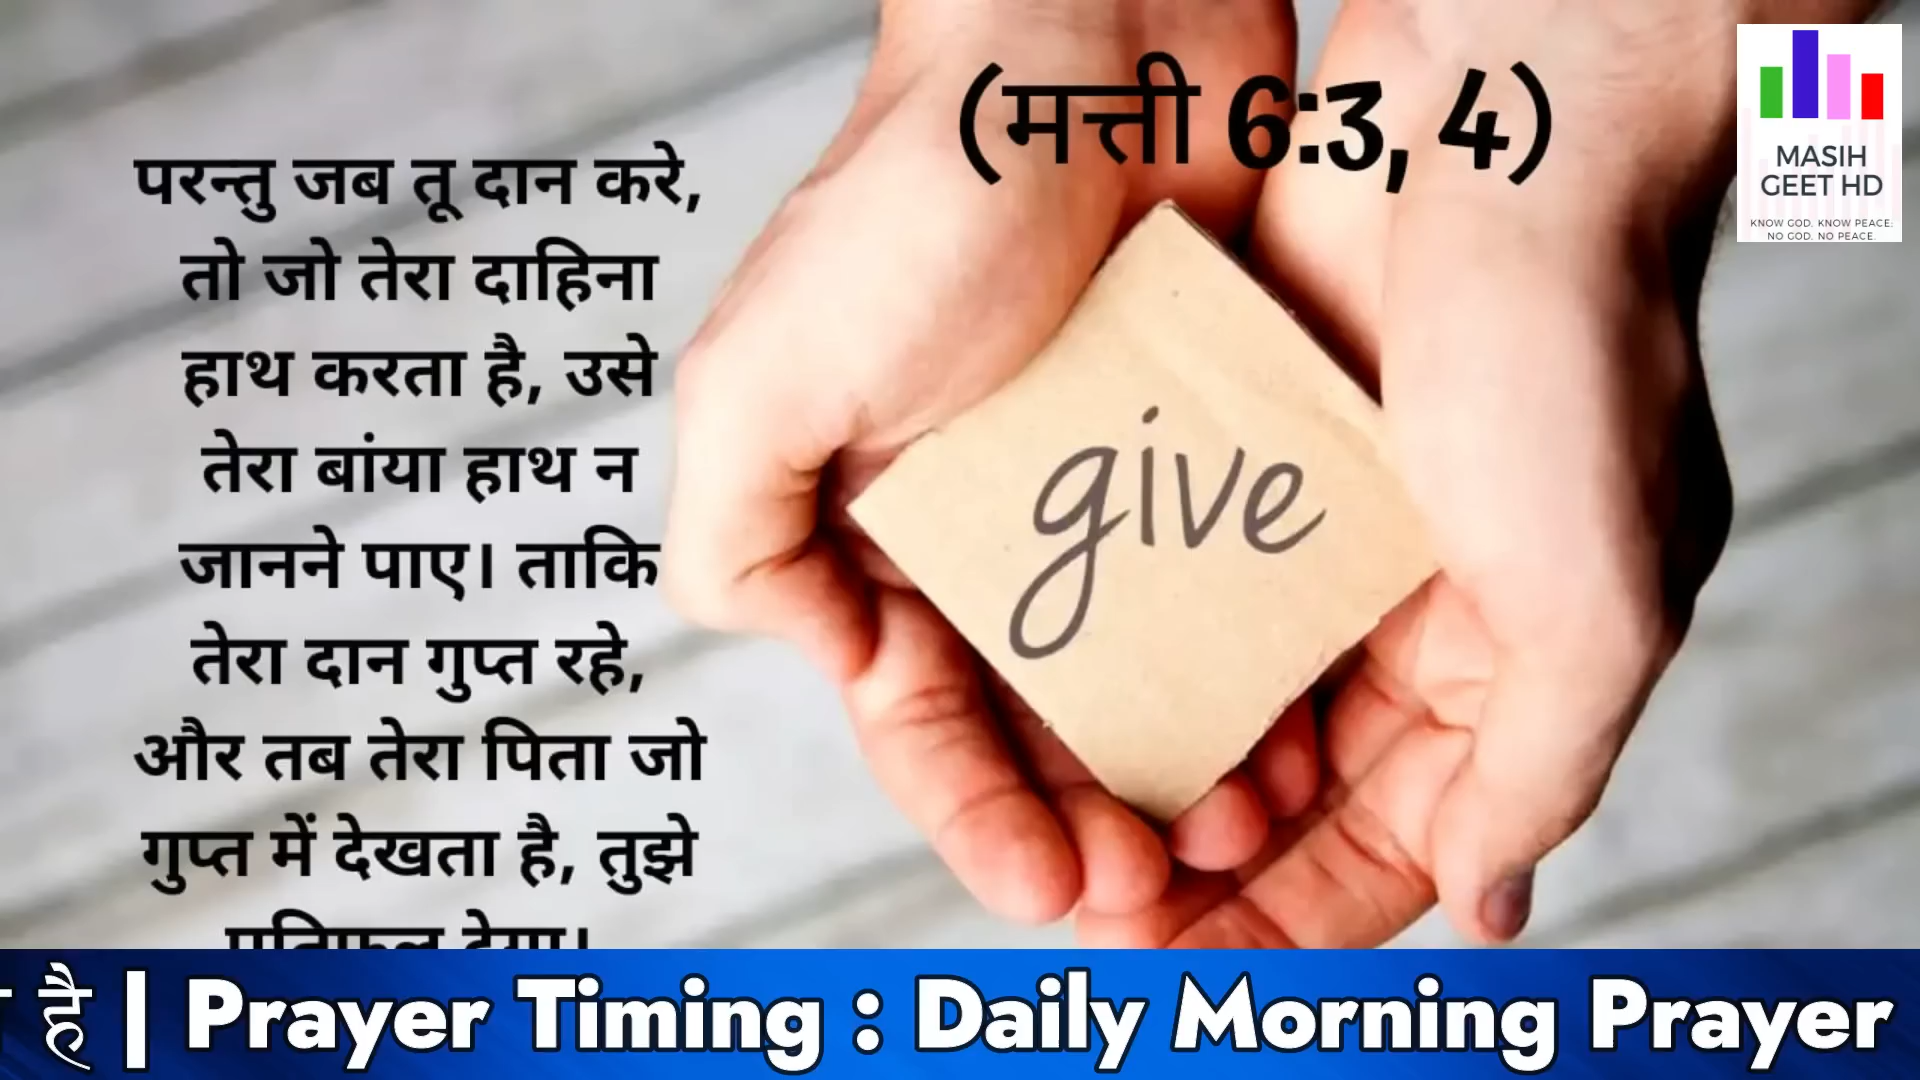 (मत्ती 6:3, 4)
परन्तु जब तू दान करे,
तो जो तेरा दाहिना
हाथ करता है, उसे
तेरा बांया हाथ न
जानने पाए। ताकि
तेरा दान गुप्त रहे,
और तब तेरा पिता जो
गुप्त में देखता है, तुझे
give
MASIH
GEET HD
KNOW GOD. KNOW PEACE:
NO GOD. NO PEACE.
है | Prayer Timing : Daily Morning Prayer